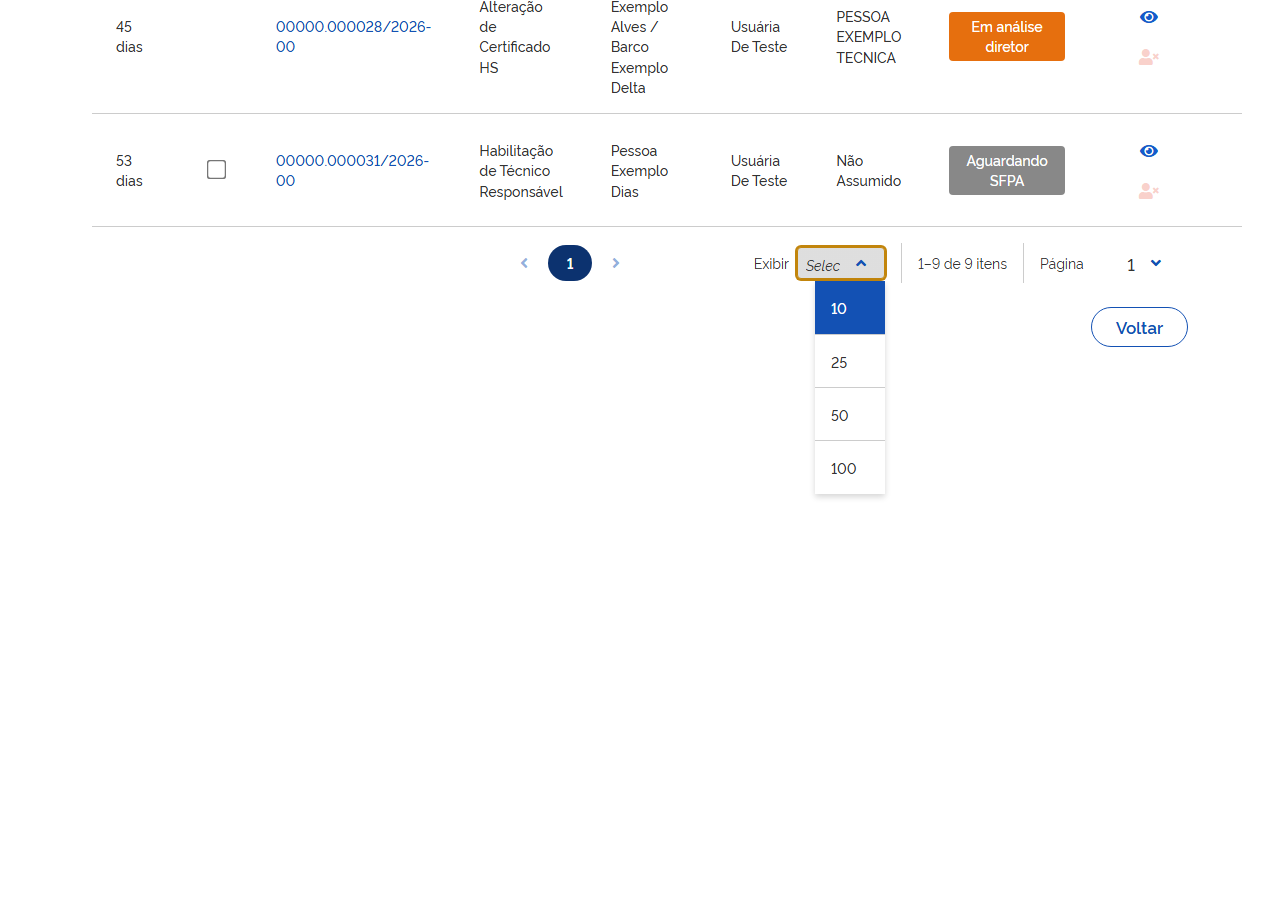 45
dias
00000.000028/2026-
00
Alteração
de
Certificado
HS
Exemplo
Alves /
Barco
Exemplo
Delta
Usuária
De Teste
PESSOA
EXEMPLO
TECNICA
Em análise
diretor
53
dias
00000.000031/2026-
00
Habilitação
de Técnico
Responsável
Pessoa
Exemplo
Dias
Usuária
De Teste
Não
Assumido
Aguardando
SFPA
1
Exibir
Selec
1–9 de 9 itens
Página
1
10
25
50
100
Voltar